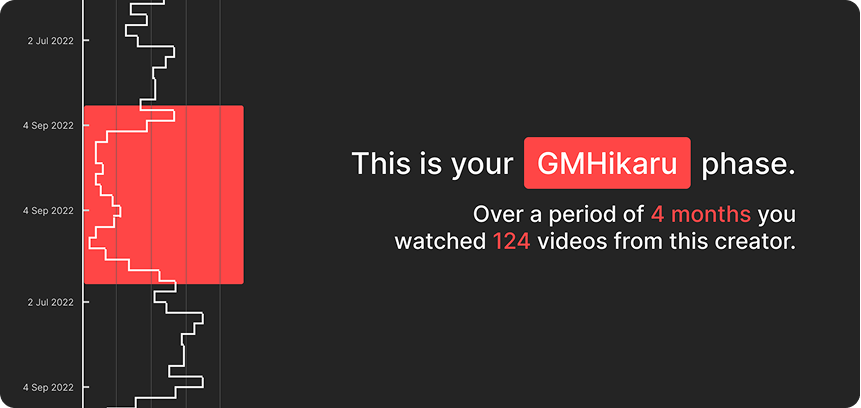 2 Jul 2022
4 Sep 2022
4 Sep 2022
2 Jul 2022
4 Sep 2022
This is your GMHikaru phase.
Over a period of 4 months you
watched 124 videos from this creator.